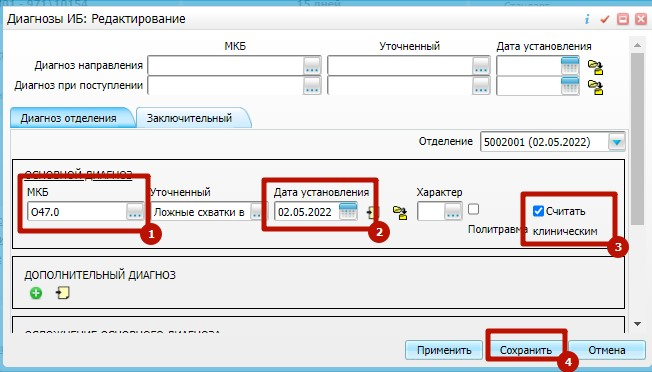 Диагнозы ИБ: Редактирование
МКБ Уточненный Дата установления
Диагноз направления
Диагноз при поступлении
Диагноз отделения Заключительный
Отделение 5002001 (02.05.2022)
ОСНОВНОЙ ДИАГНОЗ
МКБ Уточненный Дата установления Характер
O47.0 ... Ложные схватки в ... 02.05.2022 ... Считать
Политравма клиническим
1 2 3
ДОПОЛНИТЕЛЬНЫЙ ДИАГНОЗ
ОСЛОЖНЕНИЕ ОСНОВНОГО ДИАГНОЗА
Применить Сохранить Отмена
4